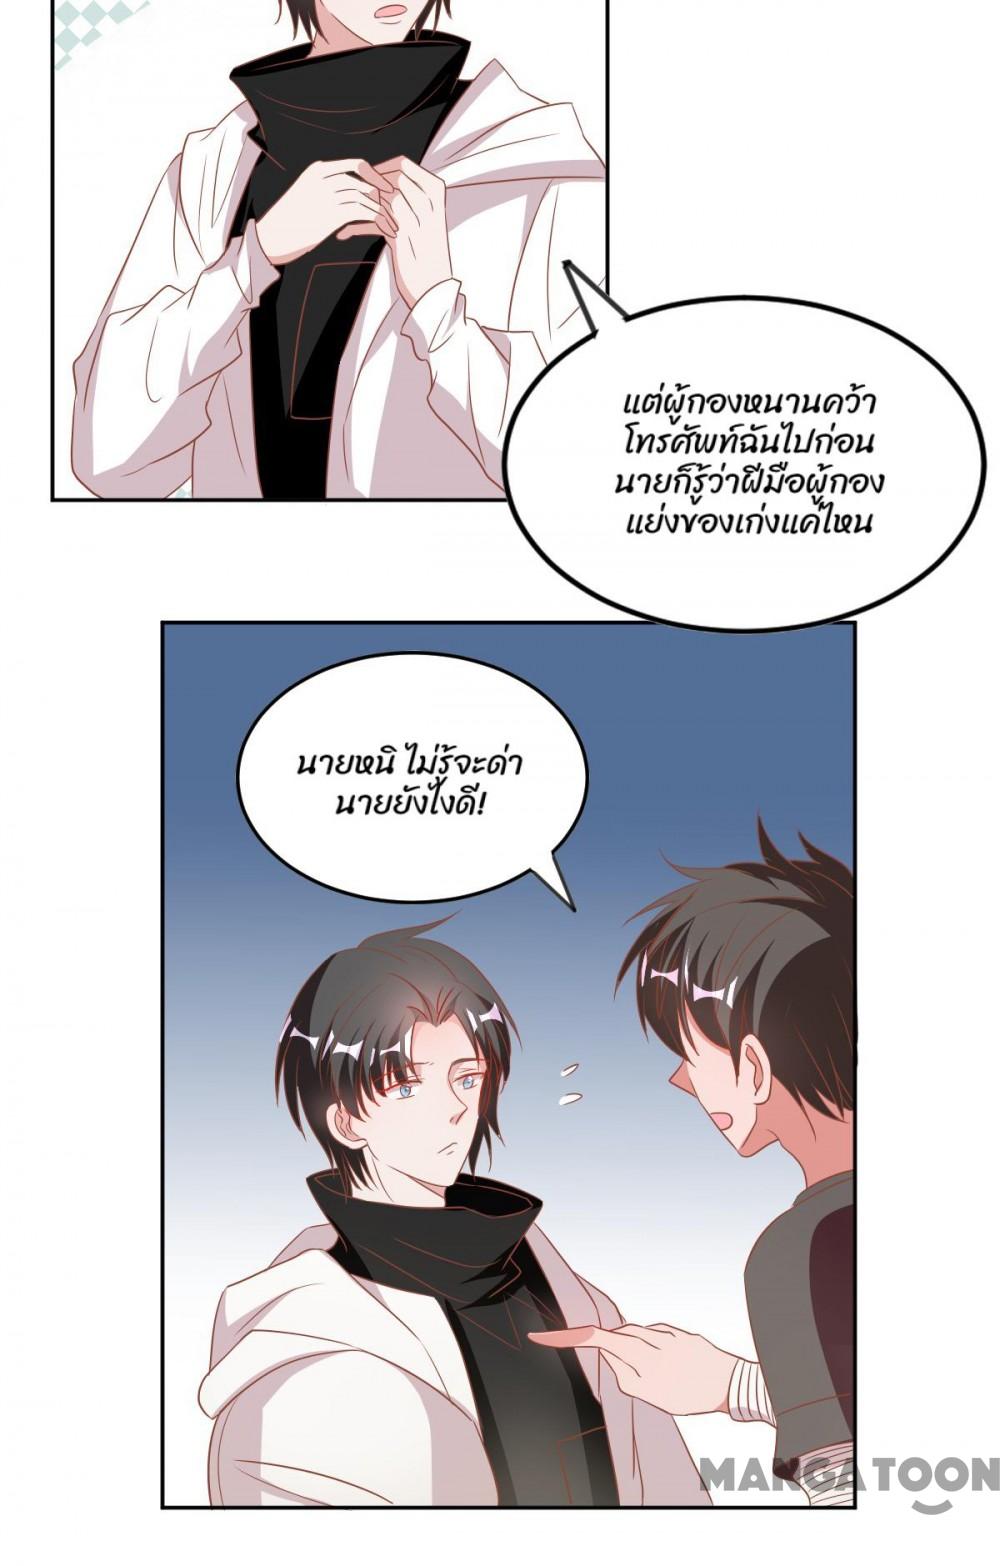 แต่ผู้กองหนานคว้า
โทรศัพท์ฉันไปก่อน
นายก็รู้ว่าฝีมือผู้กอง
แย่งของเก่งแค่ไหน
นายหนิ ไม่รู้จะด่า
นายยังไงดี!
MANGATOON